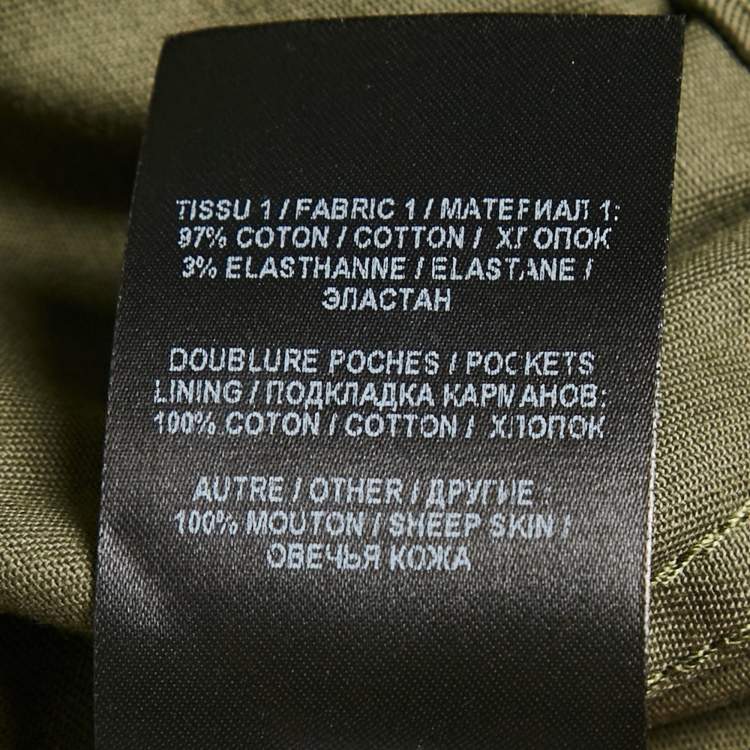 TISSU 1 / FABRIC 1 / МАТЕРИАЛ 1:
97% COTON / COTTON / ХЛОПОК
3% ELASTHANNE / ELASTANE /
ЭЛАСТАН
DOUBLURE POCHES / POCKETS
LINING / ПОДКЛАДКА КАРМАНОВ:
100% COTON / COTTON / ХЛОПОК
AUTRE / OTHER / ДРУГИЕ :
100% MOUTON / SHEEP SKIN /
ОВЕЧЬЯ КОЖА